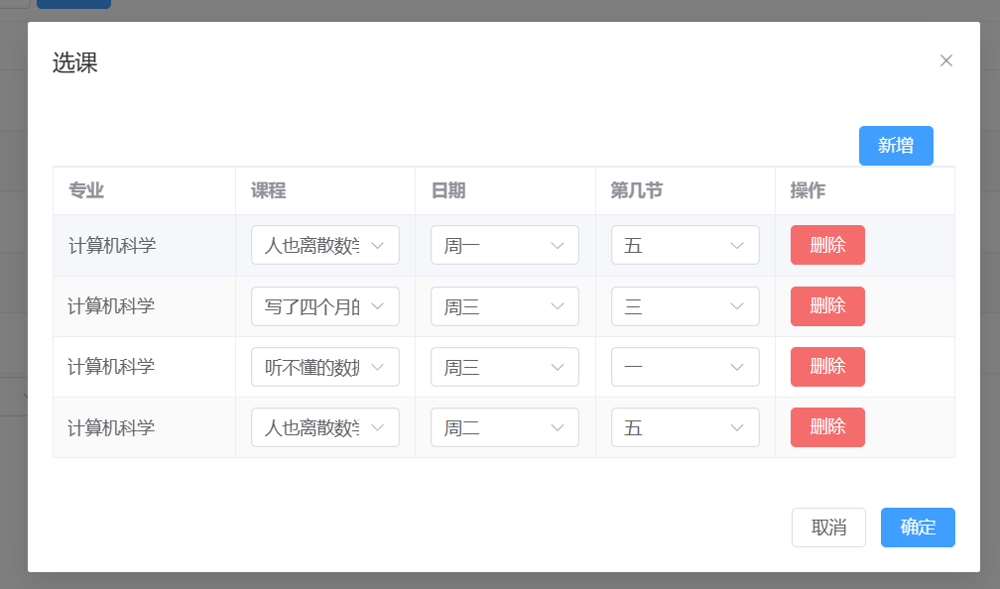 选课
新增
专业 课程 日期 第几节 操作
计算机科学 人也离散数 周一 五 删除
计算机科学 写了四个月 周三 三 删除
计算机科学 听不懂的数 周三 一 删除
计算机科学 人也离散数 周二 五 删除
取消 确定